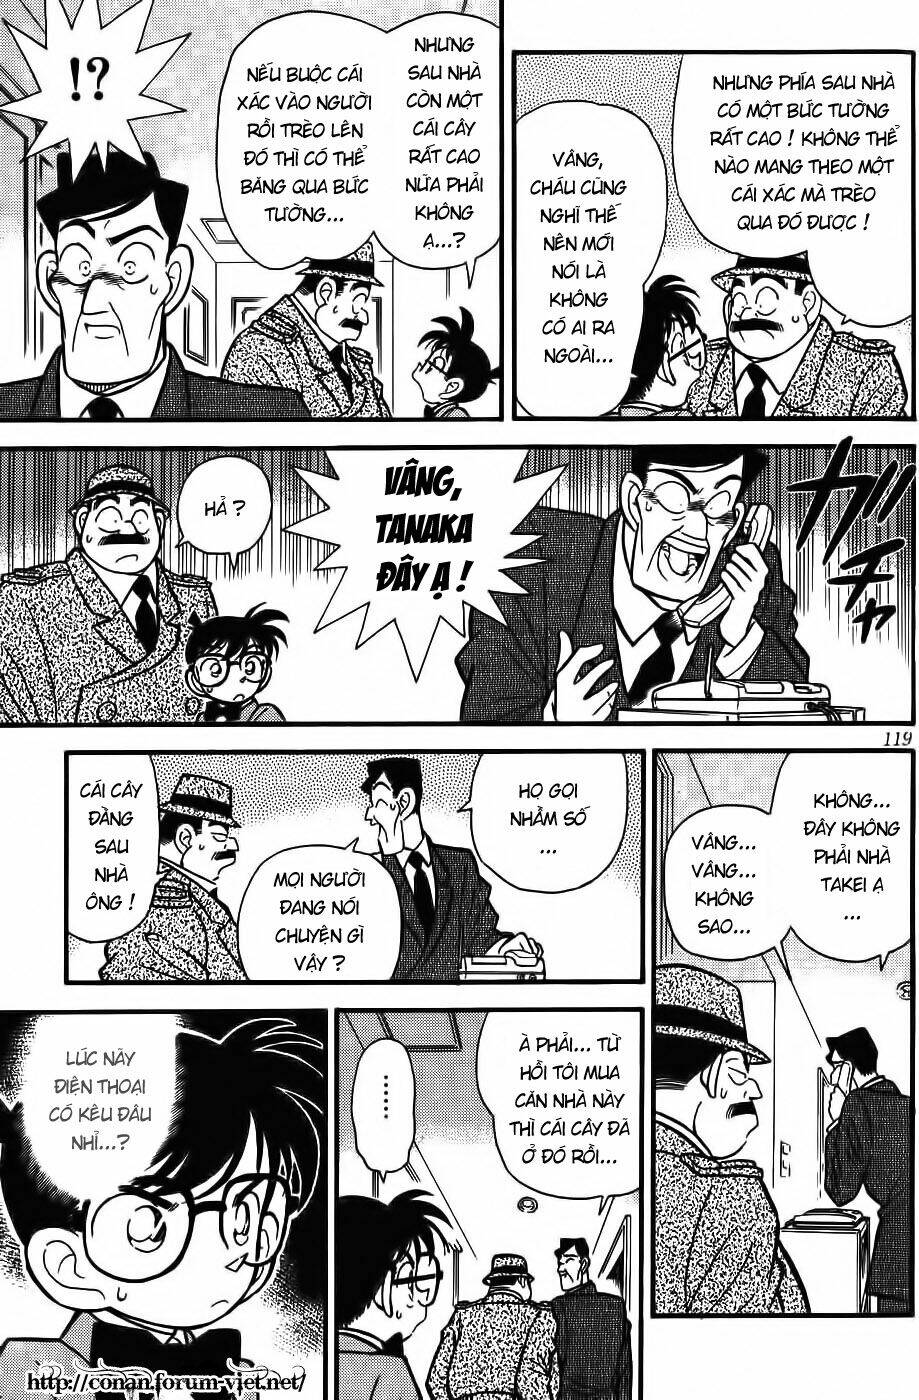 NHƯNG PHÍA SAU NHÀ
CÓ MỘT BỨC TƯỜNG
RẤT CAO ! KHÔNG THỂ
NÀO MANG THEO MỘT
CÁI XÁC MÀ TRÈO
QUA ĐÓ ĐƯỢC !
VÂNG,
CHÁU CŨNG
NGHĨ THẾ
NÊN MỚI
NÓI LÀ
KHÔNG
CÓ AI RA
NGOÀI...
NHƯNG
SAU NHÀ
CÒN MỘT
CÁI CÂY
RẤT CAO
NỮA PHẢI
KHÔNG
Ạ...?
NẾU BUỘC CÁI
XÁC VÀO NGƯỜI
RỒI TRÈO LÊN
ĐÓ THÌ CÓ THỂ
BĂNG QUA BỨC
TƯỜNG...
!?
ガチャ
VÂNG,
TANAKA
ĐÂY Ạ !
HẢ ?
119
KHÔNG...
ĐÂY KHÔNG
PHẢI NHÀ
TAKEI Ạ
...
VÂNG...
VÂNG...
KHÔNG
SAO...
HỌ GỌI
NHẦM SỐ
...
MỌI NGƯỜI
ĐANG NÓI
CHUYỆN GÌ
VẬY ?
CÁI CÂY
ĐẰNG
SAU
NHÀ
ÔNG !
À PHẢI... TỪ
HỒI TÔI MUA
CĂN NHÀ NÀY
THÌ CÁI CÂY ĐÃ
Ở ĐÓ RỒI...
......
LÚC NÃY
ĐIỆN THOẠI
CÓ KÊU ĐÂU
NHỈ...?
http://conan.forum-viet.net/